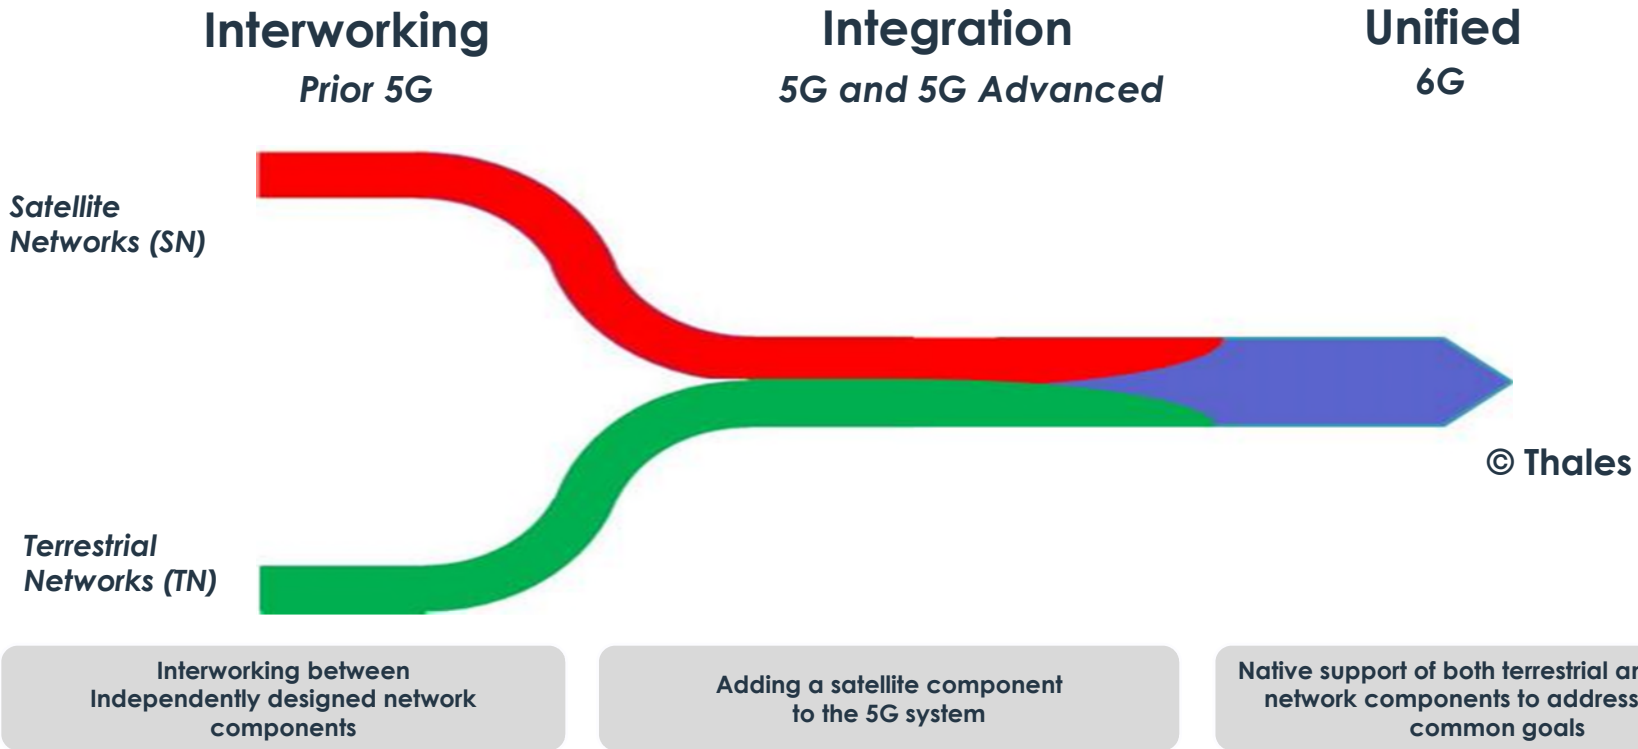 Interworking
Prior 5G
Integration
5G and 5G Advanced
Unified
6G
Satellite
Networks (SN)
© Thales
Terrestrial
Networks (TN)
Interworking between
Independently designed network
components
Adding a satellite component
to the 5G system
Native support of both terrestrial
network components to address
common goals